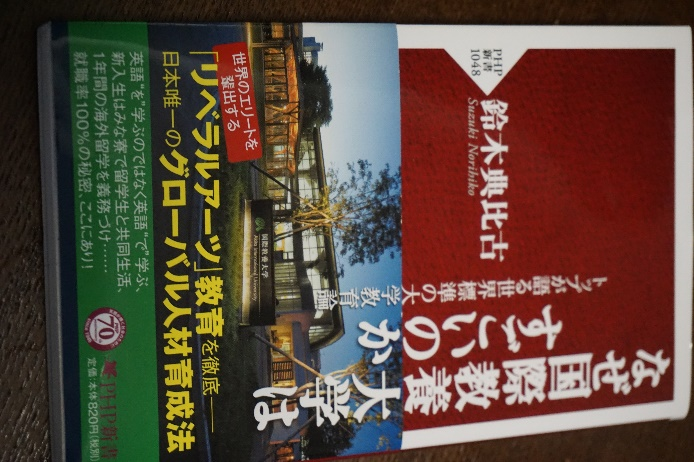 PHP
新書
1048
鈴木典比古
Suzuki Norihiko
トップが語る世界標準の大学教育論
なぜ国際教養
大学は
すごいのか
世界のエリートを
輩出する
「リベラルアーツ」教育を徹底——
日本唯一のグローバル人材育成法
国際教養大学
Akita International University
英語“を”学ぶのではなく英語“で”学ぶ、
新入生はみな寮で留学生と共同生活、
1年間の海外留学を義務づけ……
就職率100%の秘密、ここにあり!
70
PHP新書
定価:本体820円(税別)